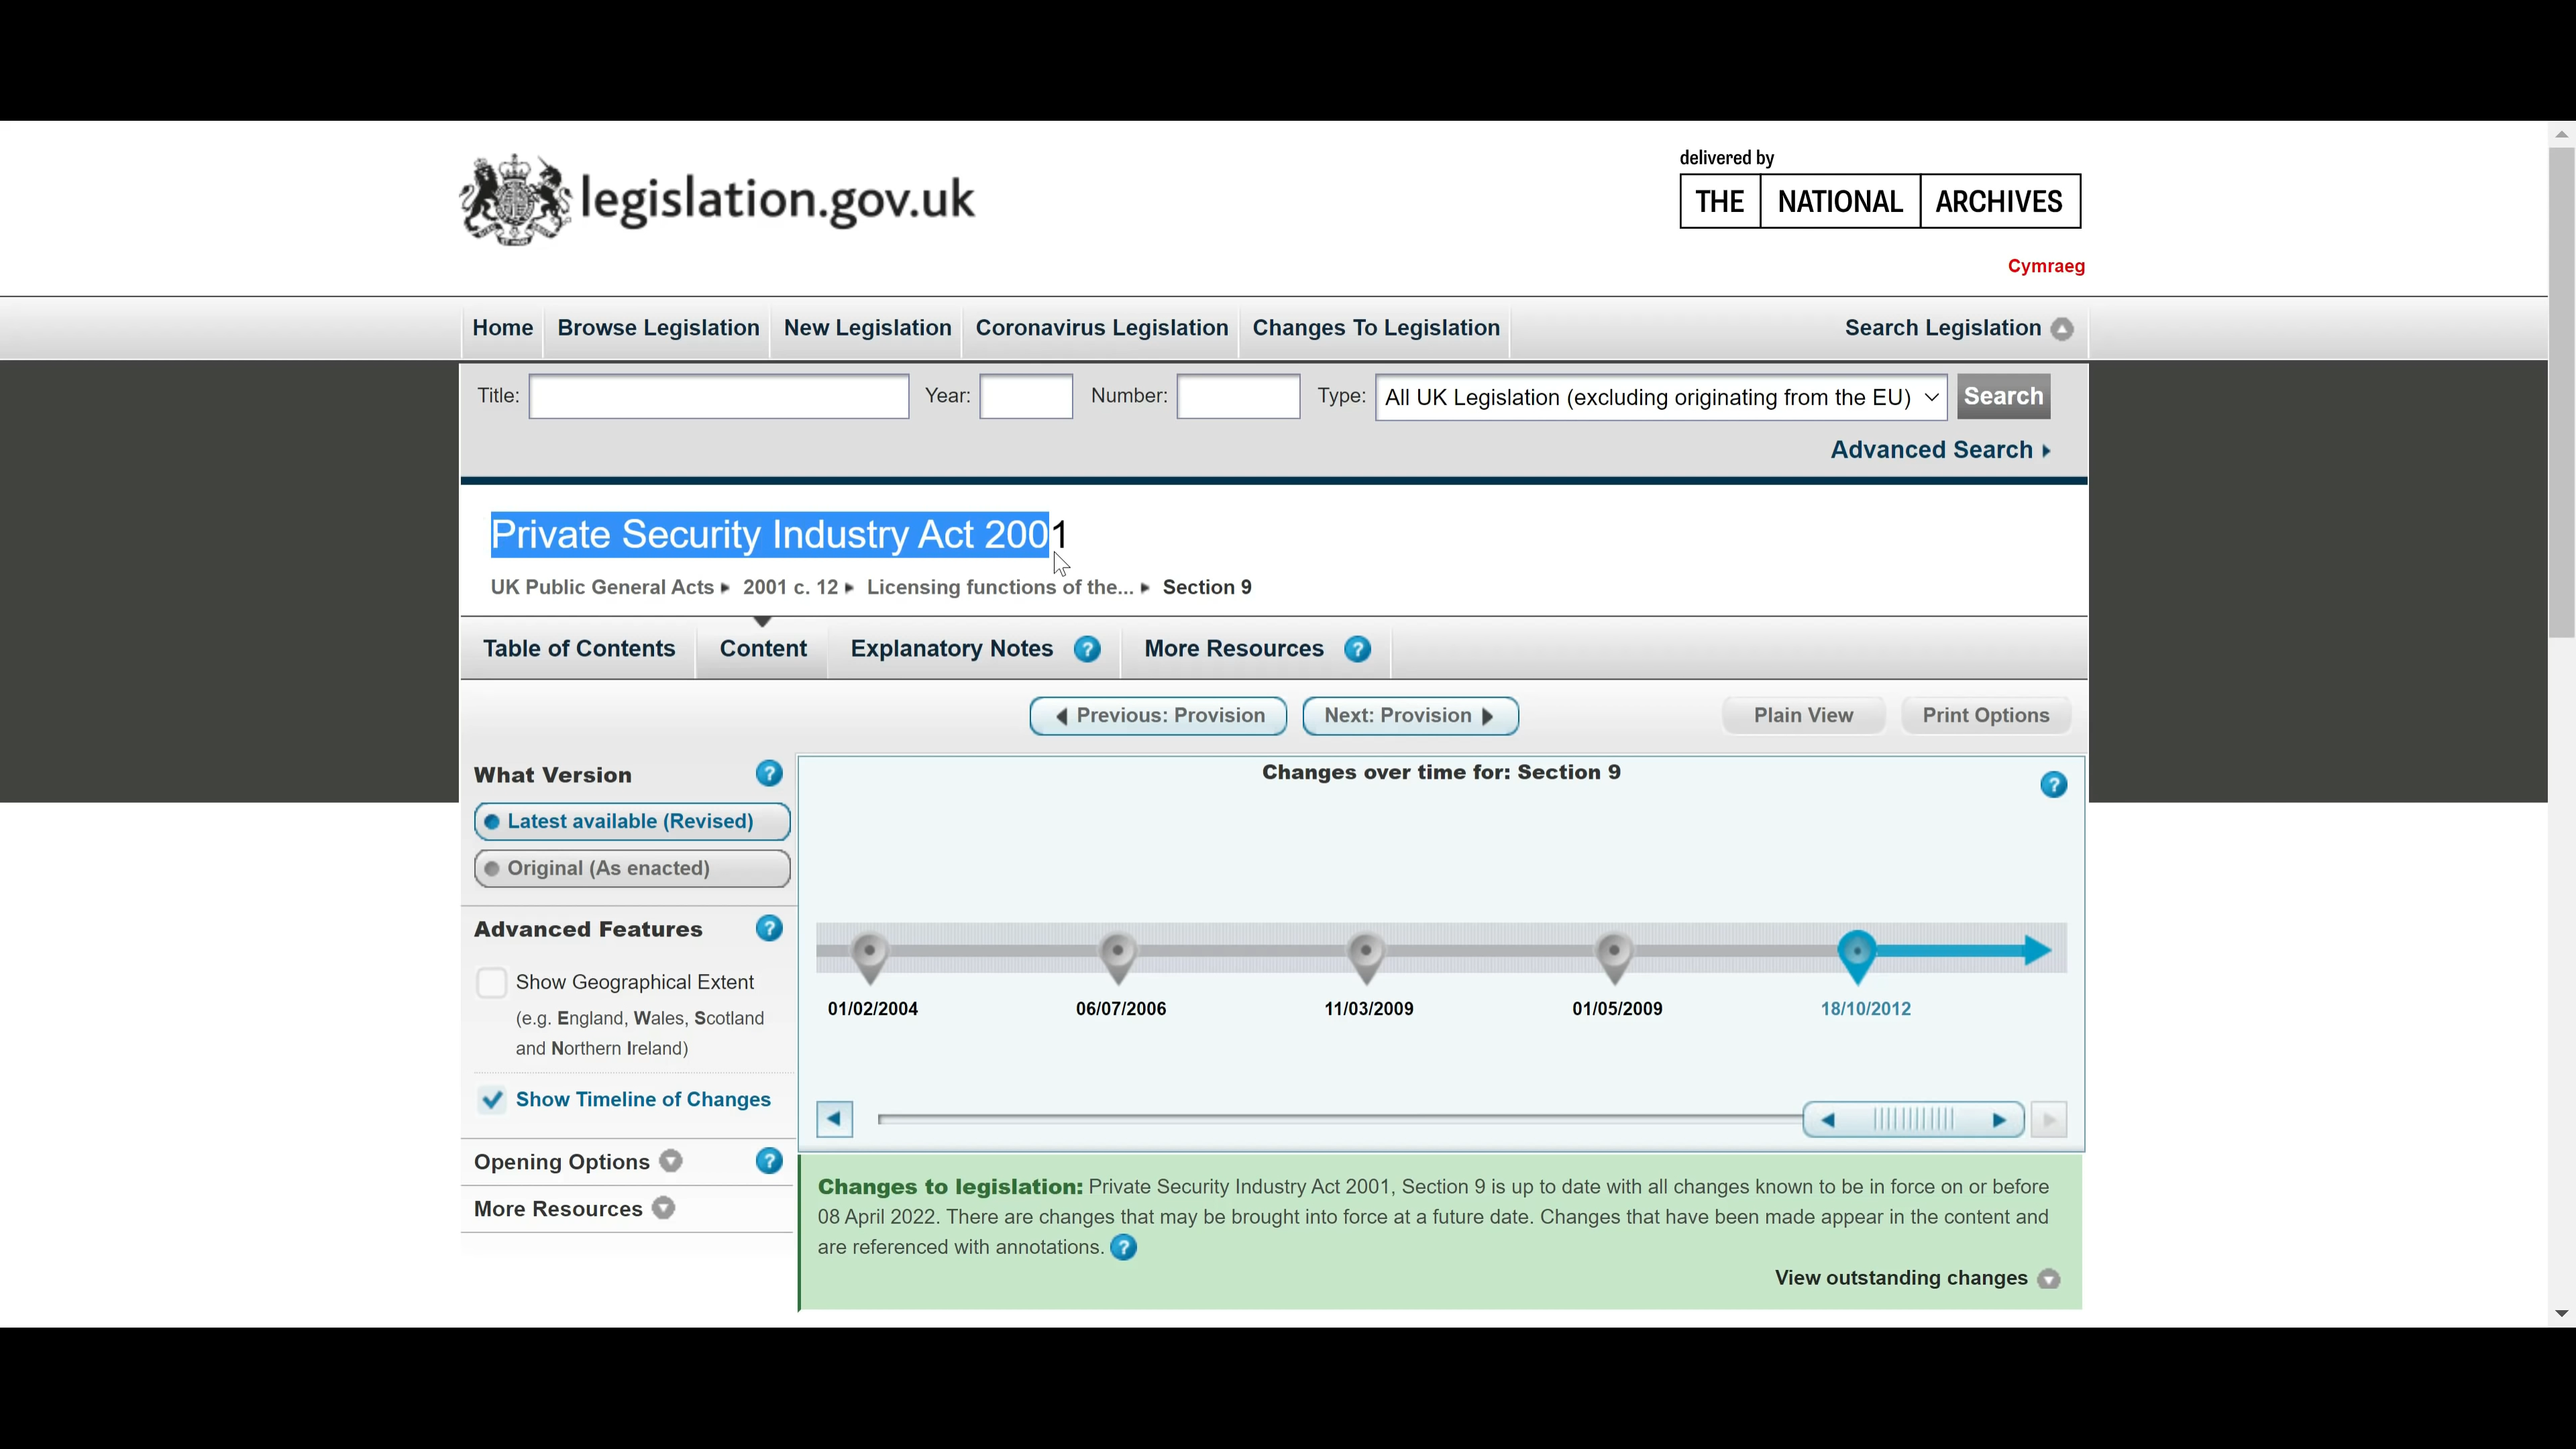 legislation.gov.uk
delivered by
THE NATIONAL ARCHIVES
Cymraeg
Home Browse Legislation New Legislation Coronavirus Legislation Changes To Legislation Search Legislation
Title: Year: Number: Type: All UK Legislation (excluding originating from the EU) Search
Advanced Search
Private Security Industry Act 2001
UK Public General Acts 2001 c. 12 Licensing functions of the... Section 9
Table of Contents Content Explanatory Notes ? More Resources ?
Previous: Provision Next: Provision Plain View Print Options
What Version ?
Latest available (Revised)
Original (As enacted)
Advanced Features ?
Show Geographical Extent
(e.g. England, Wales, Scotland
and Northern Ireland)
Show Timeline of Changes
Opening Options ?
More Resources
Changes over time for: Section 9 ?
01/02/2004 06/07/2006 11/03/2009 01/05/2009 18/10/2012
Changes to legislation: Private Security Industry Act 2001, Section 9 is up to date with all changes known to be in force on or before
08 April 2022. There are changes that may be brought into force at a future date. Changes that have been made appear in the content and
are referenced with annotations. ?
View outstanding changes